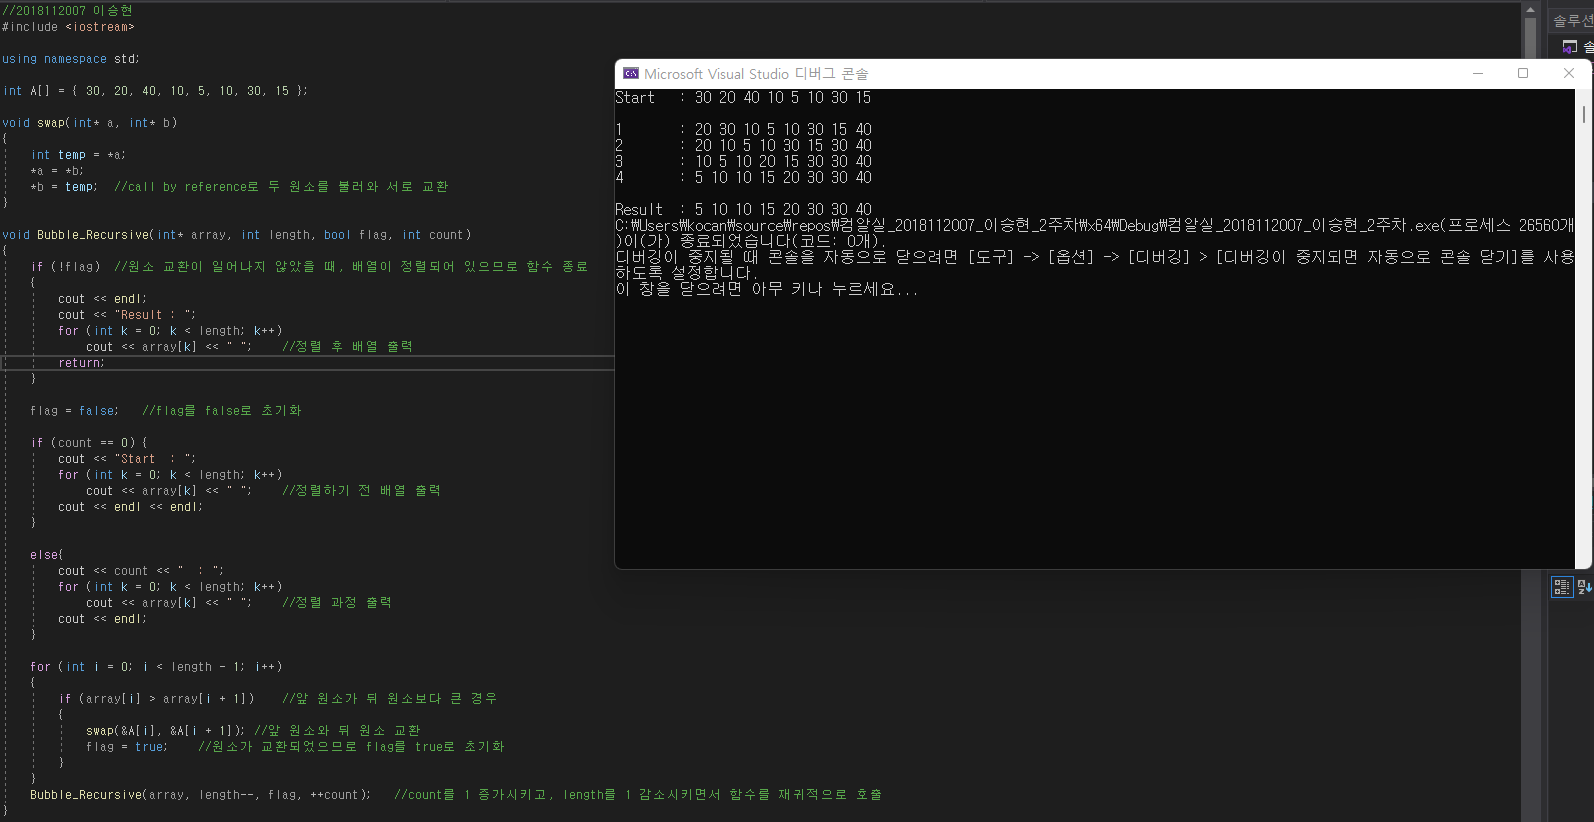 //2018112007 이승현
#include <iostream>
using namespace std;
int A[] = { 30, 20, 40, 10, 5, 10, 30, 15 };
void swap(int* a, int* b)
{
int temp = *a;
*a = *b;
*b = temp;  //call by reference로 두 원소를 불러와 서로 교환
}
void Bubble_Recursive(int* array, int length, bool flag, int count)
{
if (!flag)  //원소 교환이 일어나지 않았을 때, 배열이 정렬되어 있으므로 함수 종료
{
cout << endl;
cout << "Result : ";
for (int k = 0; k < length; k++)
cout << array[k] << " ";    //정렬 후 배열 출력
return;
}
flag = false;   //flag를 false로 초기화
if (count == 0) {
cout << "Start  : ";
for (int k = 0; k < length; k++)
cout << array[k] << " ";    //정렬하기 전 배열 출력
cout << endl << endl;
}
else{
cout << count << "  : ";
for (int k = 0; k < length; k++)
cout << array[k] << " ";    //정렬 과정 출력
cout << endl;
}
for (int i = 0; i < length - 1; i++)
{
if (array[i] > array[i + 1])    //앞 원소가 뒤 원소보다 큰 경우
{
swap(&A[i], &A[i + 1]); //앞 원소와 뒤 원소 교환
flag = true;    //원소가 교환되었으므로 flag를 true로 초기화
}
}
Bubble_Recursive(array, length--, flag, ++count);   //count를 1 증가시키고, length를 1 감소시키면서 함수를 재귀적으로 호출
}
Microsoft Visual Studio 디버그 콘솔
Start   : 30 20 40 10 5 10 30 15
1       : 20 30 10 5 10 30 15 40
2       : 20 10 5 10 30 15 30 40
3       : 10 5 10 20 15 30 30 40
4       : 5 10 10 15 20 30 30 40
Result  : 5 10 10 15 20 30 30 40
C:\Users\kocan\source\repos\컴알실_2018112007_이승현_2주차\x64\Debug\컴알실_2018112007_이승현_2주차.exe(프로세스 26560개
)이(가) 종료되었습니다(코드: 0개).
디버깅이 중지될 때 콘솔을 자동으로 닫으려면 [도구] -> [옵션] -> [디버깅] > [디버깅이 중지되면 자동으로 콘솔 닫기]를 사용
하도록 설정합니다.
이 창을 닫으려면 아무 키나 누르세요...
솔루션